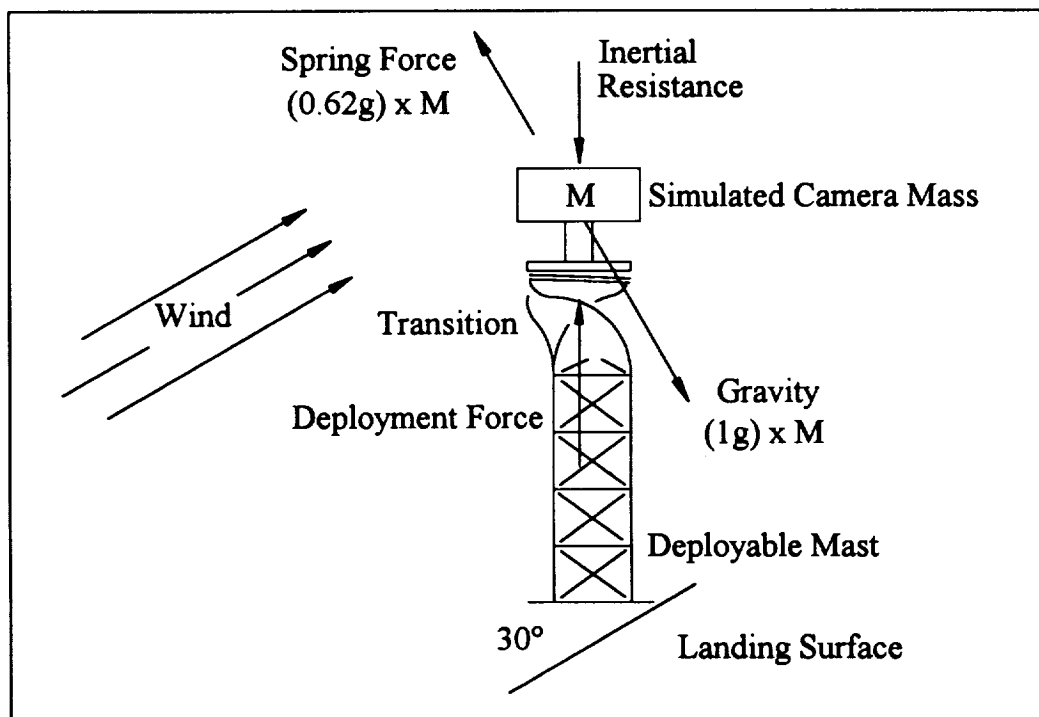 Spring Force
(0.62g) x M
Inertial
Resistance
M
Simulated Camera Mass
Wind
Transition
Deployment Force
Gravity
(1g) x M
Deployable Mast
30°
Landing Surface